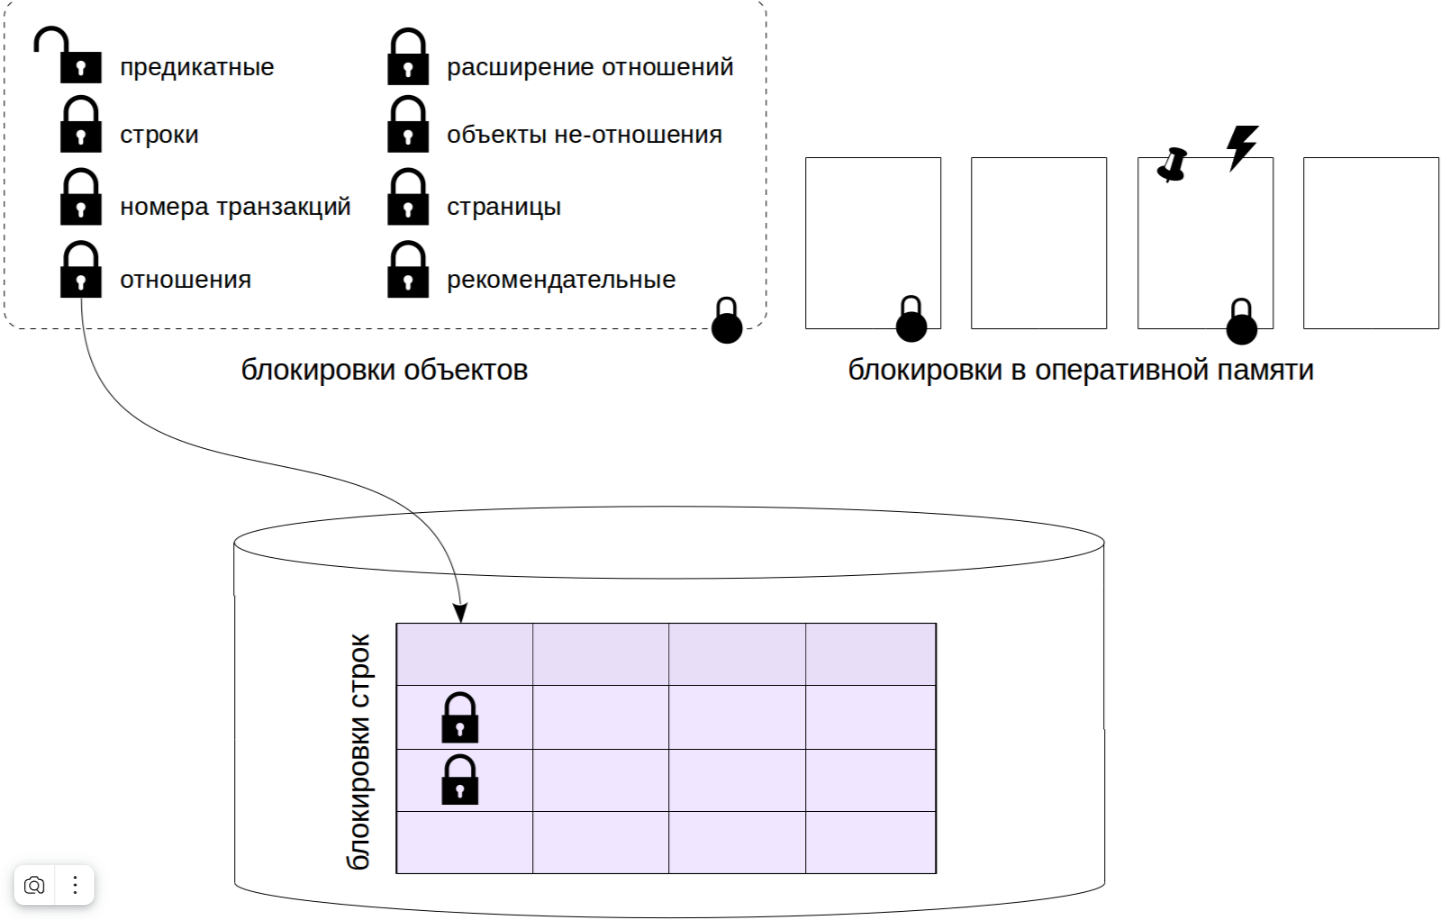 предикатные
строки
номера транзакций
отношения
расширение отношений
объекты не-отношения
страницы
рекомендательные
блокировки объектов
блокировки в оперативной памяти
блокировки строк